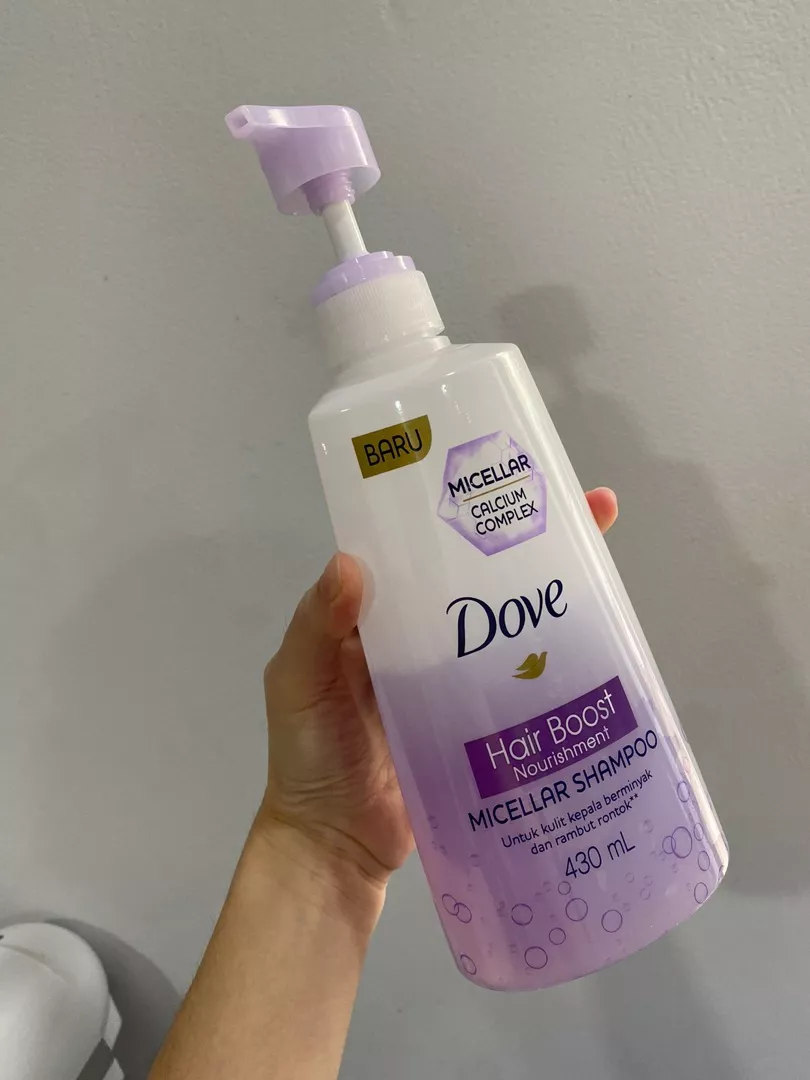 BARU
MICELLAR
CALCIUM
COMPLEX
Dove
Hair Boost
Nourishment
MICELLAR SHAMPOO
Untuk kulit kepala berminyak
dan rambut rontok**
430 mL